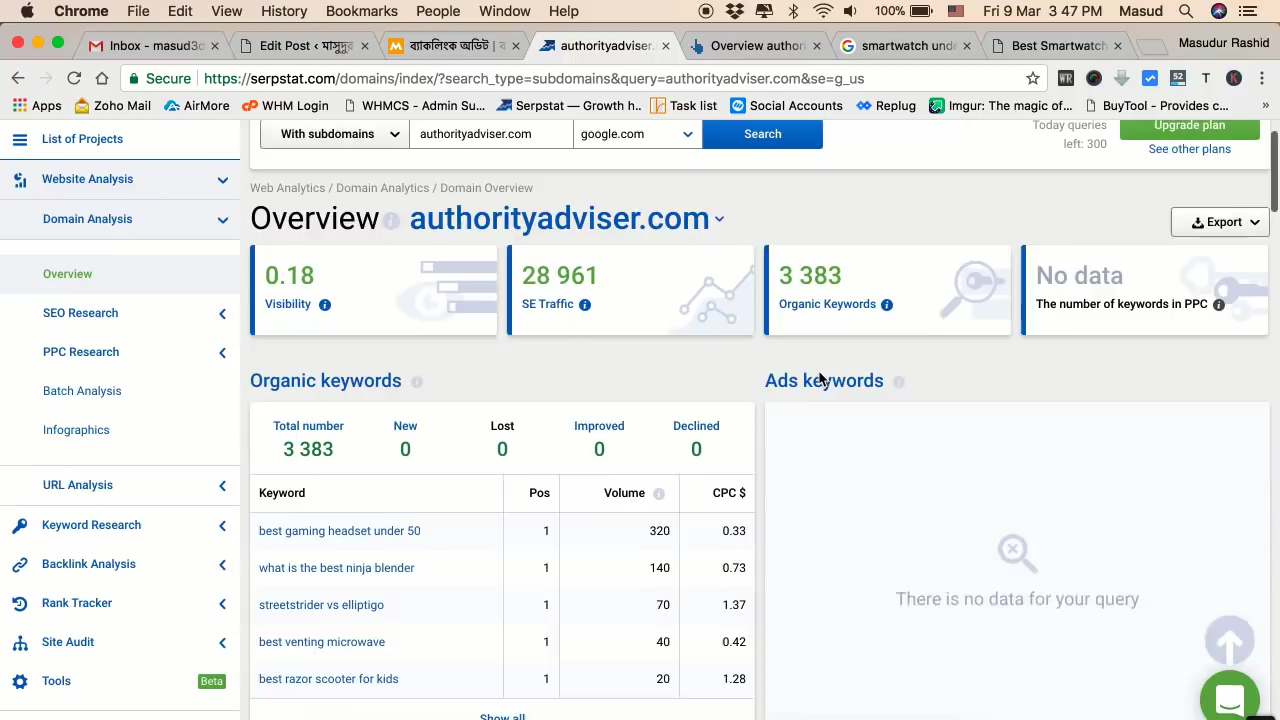 Chrome File Edit View History Bookmarks People Window Help 100% Fri 9 Mar 3 47 PM Masud
Inbox - masud3d Edit Post ‹ মাসুদুর ব্যাকলিংক অডিট | ব authorityadviser. Overview authori smartwatch unde Best Smartwatch Masudur Rashid
Secure https://serpstat.com/domains/index/?search_type=subdomains&query=authorityadviser.com&se=g_us WR 52 T K
Apps Zoho Mail AirMore WHM Login WHMCS - Admin Su... Serpstat — Growth h.. Task list Social Accounts Replug Imgur: The magic of... BuyTool - Provides c... »
List of Projects
Website Analysis
Domain Analysis
Overview
SEO Research
PPC Research
Batch Analysis
Infographics
URL Analysis
Keyword Research
Backlink Analysis
Rank Tracker
Site Audit
Tools Beta
With subdomains authorityadviser.com google.com Search
Today queries
left: 300
Upgrade plan
See other plans
Web Analytics / Domain Analytics / Domain Overview
Overview authorityadviser.com
Export
0.18
Visibility
28 961
SE Traffic
3 383
Organic Keywords
No data
The number of keywords in PPC
Organic keywords
Total number New Lost Improved Declined
3 383 0 0 0 0
Keyword Pos Volume CPC $
best gaming headset under 50 1 320 0.33
what is the best ninja blender 1 140 0.73
streetstrider vs elliptigo 1 70 1.37
best venting microwave 1 40 0.42
best razor scooter for kids 1 20 1.28
Show all
Ads keywords
There is no data for your query